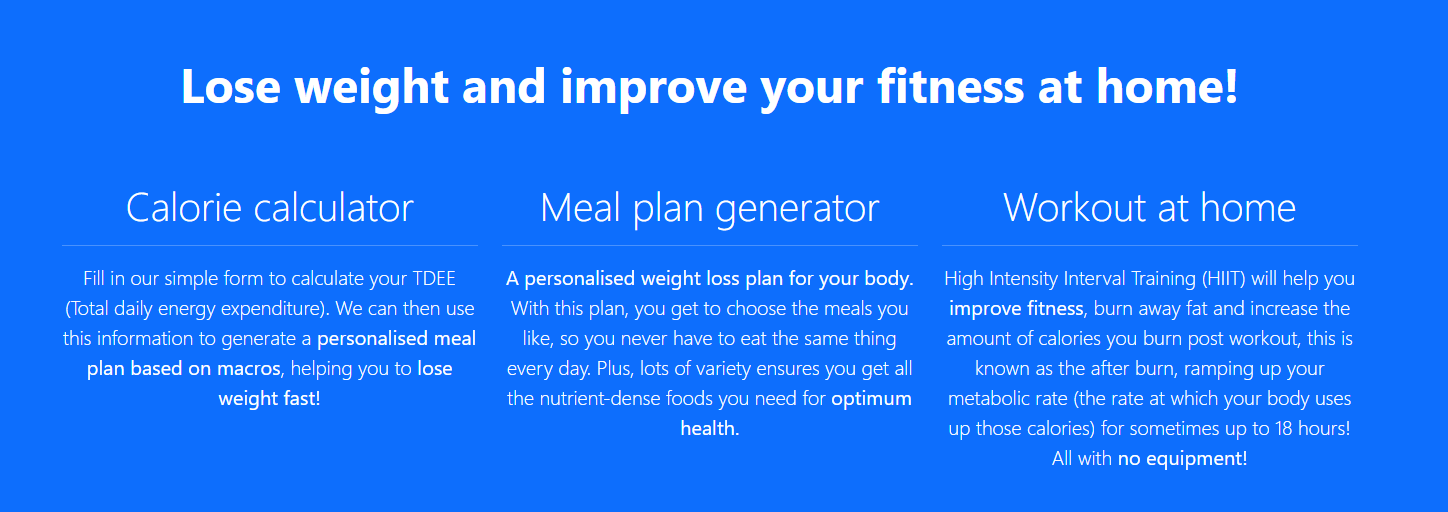 Lose weight and improve your fitness at home!
Calorie calculator
Fill in our simple form to calculate your TDEE
(Total daily energy expenditure). We can then use
this information to generate a personalised meal
plan based on macros, helping you to lose
weight fast!
Meal plan generator
A personalised weight loss plan for your body.
With this plan, you get to choose the meals you
like, so you never have to eat the same thing
every day. Plus, lots of variety ensures you get all
the nutrient-dense foods you need for optimum
health.
Workout at home
High Intensity Interval Training (HIIT) will help you
improve fitness, burn away fat and increase the
amount of calories you burn post workout, this is
known as the after burn, ramping up your
metabolic rate (the rate at which your body uses
up those calories) for sometimes up to 18 hours!
All with no equipment!